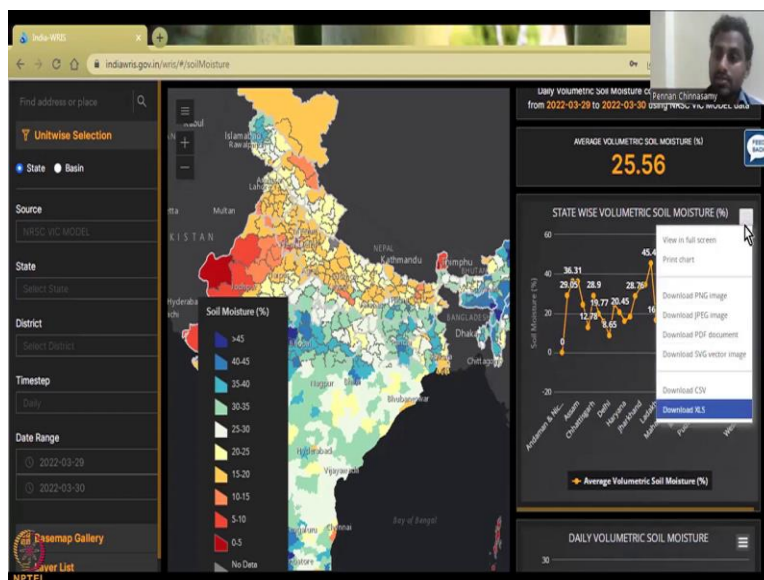 India-WRIS
indiawris.gov.in/wris/#/soilMoisture
Pennan Chinnasamy
Find address or place
Unitwise Selection
State
Basin
Source
NRSC VIC MODEL
State
Select State
District
Select District
Timestep
Daily
Date Range
2022-03-29
2022-03-30
Basemap Gallery
NPTEL
Islamabad
Rawalpindi
Lahore
Multan
KISTAN
NEPAL
Kathmandu
Thimphu
BHUTAN
Jodhpur
BANGLADESH
Dhaka
Chittagong
Nagpur
Bhubaneswar
Hyderabad
Vijayawada
Chennai
Bay of Bengal
Soil Moisture (%)
>45
40-45
35-40
30-35
25-30
20-25
15-20
10-15
5-10
0-5
No Data
Daily Volumetric Soil Moisture
from 2022-03-29 to 2022-03-30 using NRSC VIC MODEL data
AVERAGE VOLUMETRIC SOIL MOISTURE (%)
25.56
FEED
BACK
STATE WISE VOLUMETRIC SOIL MOISTURE (%)
Soil Moisture (%)
60
40
20
0
-20
0
29.05
36.31
12.78
28.9
19.77
8.65
20.45
28.76
45.4
16
Andaman & Nic...
Assam
Chhattisgarh
Delhi
Haryana
Jharkhand
Ladakh
Average Volumetric Soil Moisture (%)
View in full screen
Print chart
Download PNG image
Download JPEG image
Download PDF document
Download SVG vector image
Download CSV
Download XLS
DAILY VOLUMETRIC SOIL MOISTURE
30